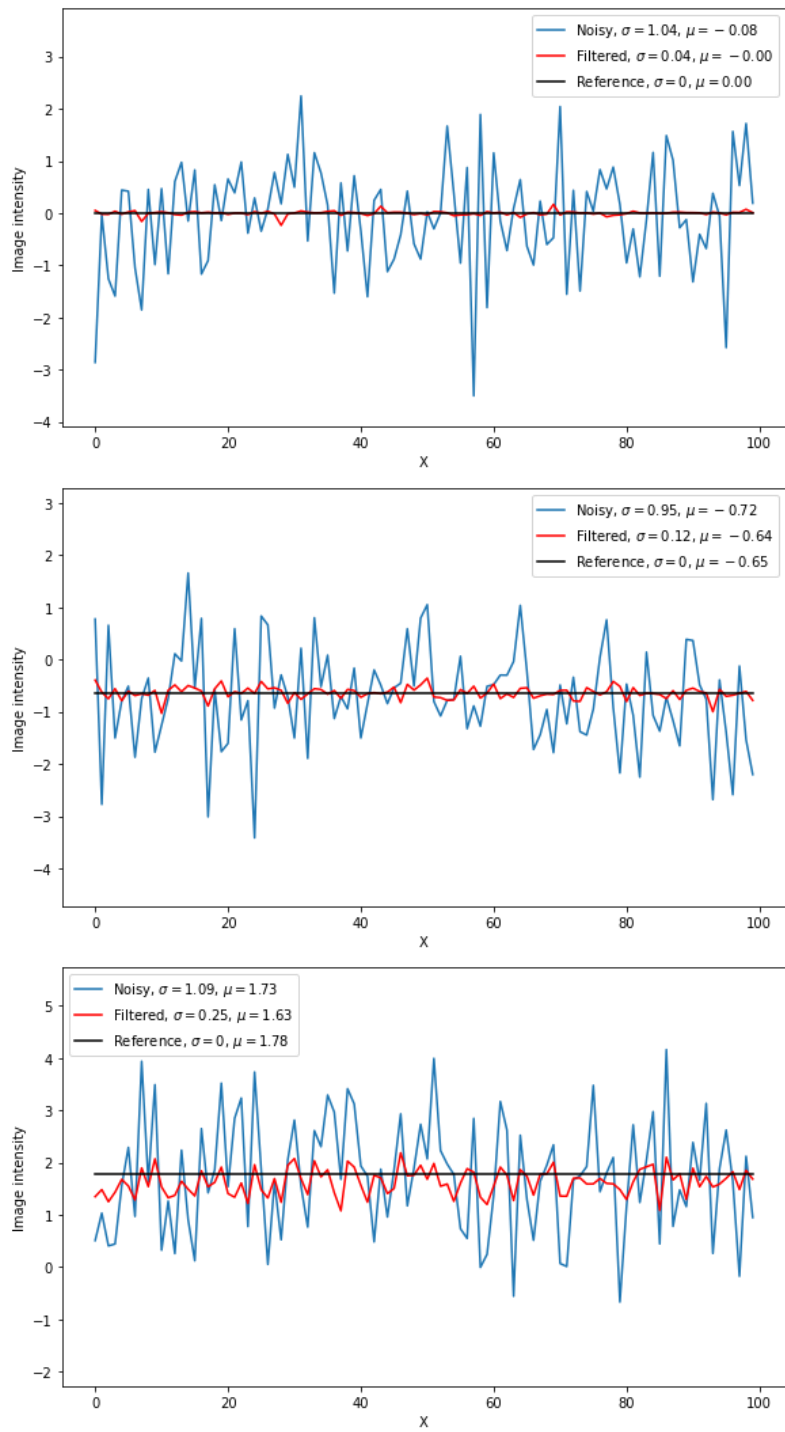 Noisy, σ = 1.04, μ = −0.08
Filtered, σ = 0.04, μ = −0.00
Reference, σ = 0, μ = 0.00
3
2
1
0
−1
−2
−3
−4
Image intensity
0 20 40 60 80 100
X
Noisy, σ = 0.95, μ = −0.72
Filtered, σ = 0.12, μ = −0.64
Reference, σ = 0, μ = −0.65
3
2
1
0
−1
−2
−3
−4
Image intensity
0 20 40 60 80 100
X
Noisy, σ = 1.09, μ = 1.73
Filtered, σ = 0.25, μ = 1.63
Reference, σ = 0, μ = 1.78
5
4
3
2
1
0
−1
−2
Image intensity
0 20 40 60 80 100
X